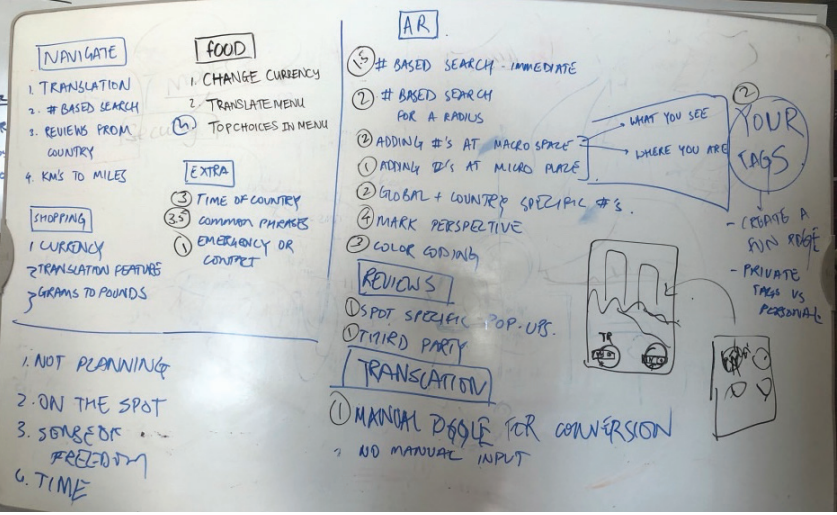 NAVIGATE
1. TRANSLATION
2. # BASED SEARCH
3. REVIEWS FROM
COUNTRY
4. KM'S TO MILES
SHOPPING
1 CURRENCY
2 TRANSLATION FEATURE
3 GRAMS TO POUNDS
FOOD
1. CHANGE CURRENCY
2 TRANSLATE MENU
TOP CHOICES IN MENU
EXTRA
3 TIME OF COUNTRY
3.5 COMMON PHRASES
1 EMERGENCY OR
CONTACT
1. NOT PLANNING
2. ON THE SPOT
3. SENSE OF
FREEDOM
4. TIME
AR
1.5 # BASED SEARCH - IMMEDIATE
2 # BASED SEARCH
FOR A RADIUS
2 ADDING #'S AT MACRO SPACE
1 ADDING #'S AT MICRO PLACE
2 GLOBAL + COUNTRY SPECIFIC #'S.
4 MARK PERSPECTIVE
3 COLOR CODING
WHAT YOU SEE
WHERE YOU ARE
2
YOUR
TAGS
- CREATE A
FUN
- PRIVATE
TAGS VS
PERSONAL
REVIEWS
1 SPOT SPECIFIC POP-UPS.
1 THIRD PARTY
TRANSLATION
1 MANUAL FOR CONVERSION
NO MANUAL INPUT
TR